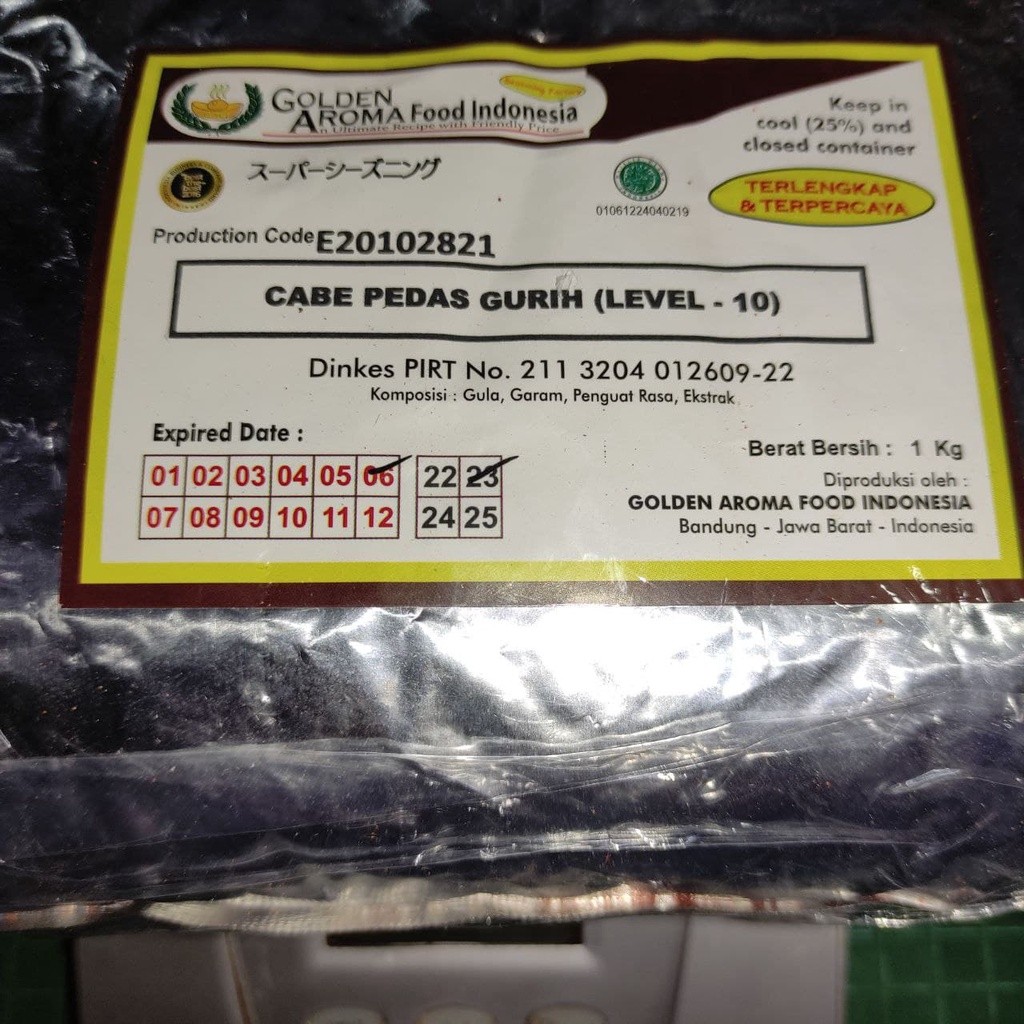 GOLDEN
AROMA Food Indonesia
Seasoning Factory
An Ultimate Recipe with Friendly Price
Keep in
cool (25%) and
closed container
スーパーシーズニング
01061224040219
TERLENGKAP
& TERPERCAYA
Production Code E20102821
CABE PEDAS GURIH (LEVEL - 10)
Dinkes PIRT No. 211 3204 012609-22
Komposisi : Gula, Garam, Penguat Rasa, Ekstrak
Expired Date :
01 02 03 04 05 06 22 23
07 08 09 10 11 12 24 25
Berat Bersih : 1 Kg
Diproduksi oleh :
GOLDEN AROMA FOOD INDONESIA
Bandung - Jawa Barat - Indonesia